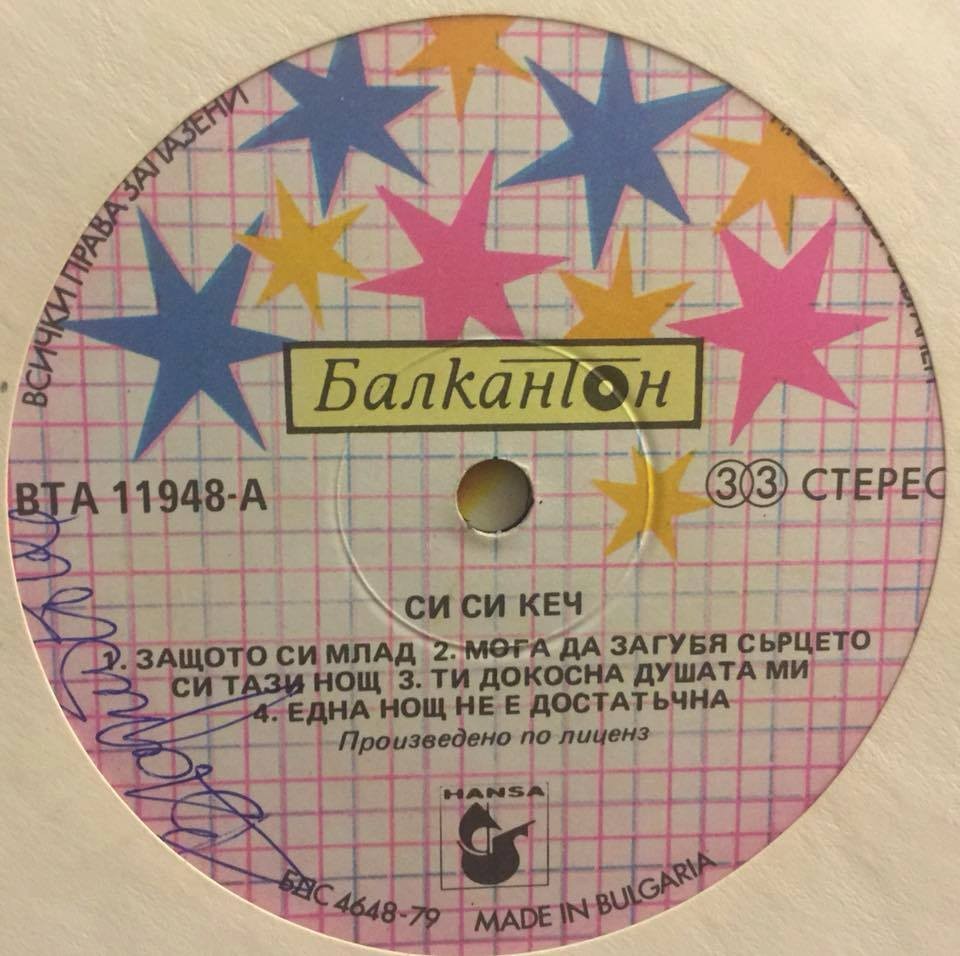 ВСИЧКИ ПРАВА ЗАПАЗЕНИ
Балкантон
ВТА 11948-А
33 СТЕРЕО
СИ СИ КЕЧ
1. ЗАЩОТО СИ МЛАД 2. МОГА ДА ЗАГУБЯ СЪРЦЕТО
СИ ТАЗИ НОЩ 3. ТИ ДОКОСНА ДУШАТА МИ
4. ЕДНА НОЩ НЕ Е ДОСТАТЬЧНА
Произведено по лиценз
HANSA
БДС 4648-79 MADE IN BULGARIA